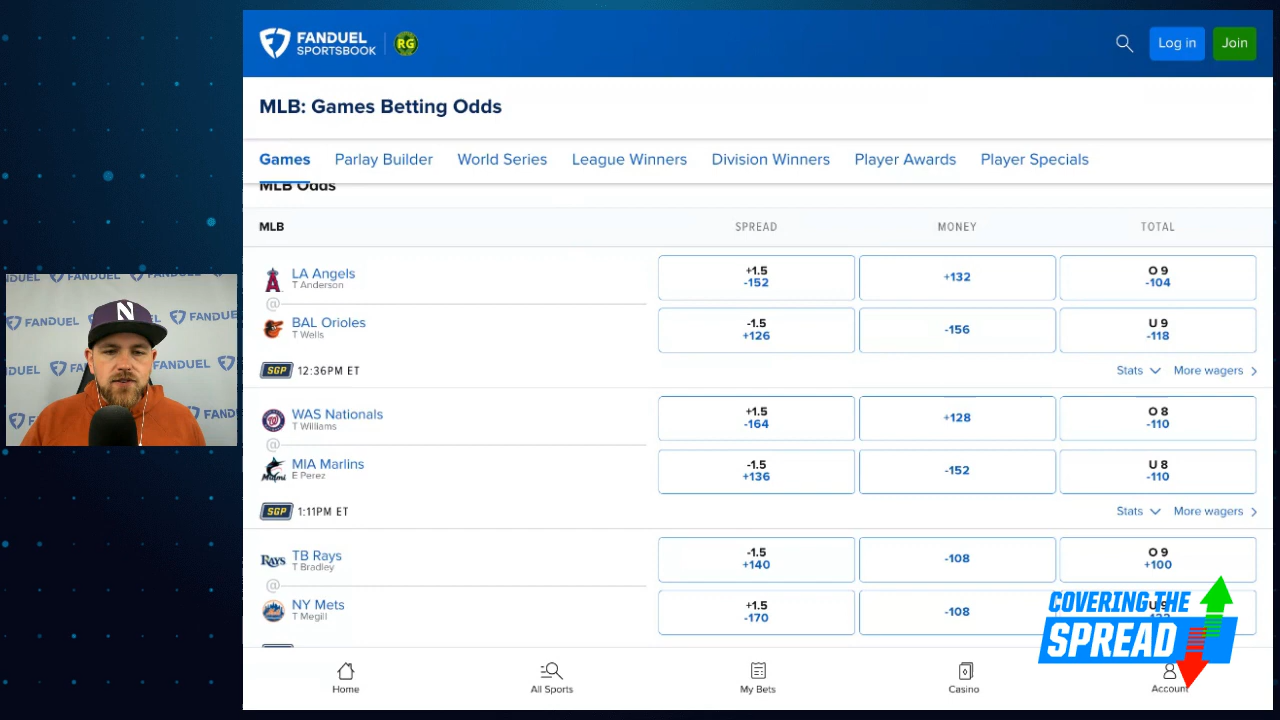 FANDUEL
SPORTSBOOK
RG
Log in
Join
MLB: Games Betting Odds
Games Parlay Builder World Series League Winners Division Winners Player Awards Player Specials
MLB Odds
MLB SPREAD MONEY TOTAL
LA Angels
T Anderson
+1.5
-152
+132
O 9
-104
@
BAL Orioles
T Wells
-1.5
+126
-156
U 9
-118
SGP 12:36PM ET Stats More wagers
WAS Nationals
T Williams
+1.5
-164
+128
O 8
-110
@
MIA Marlins
E Perez
-1.5
+136
-152
U 8
-110
SGP 1:11PM ET Stats More wagers
TB Rays
T Bradley
-1.5
+140
-108
O 9
+100
@
NY Mets
T Megill
+1.5
-170
-108
COVERING THE
SPREAD
Home All Sports My Bets Casino Account
N
FANDUEL
FANDUEL
FANDUEL
FANDUEL
FANDUEL